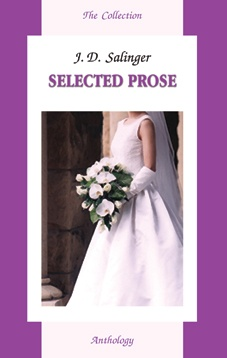 The Collection
J. D. Salinger
SELECTED PROSE
Anthology